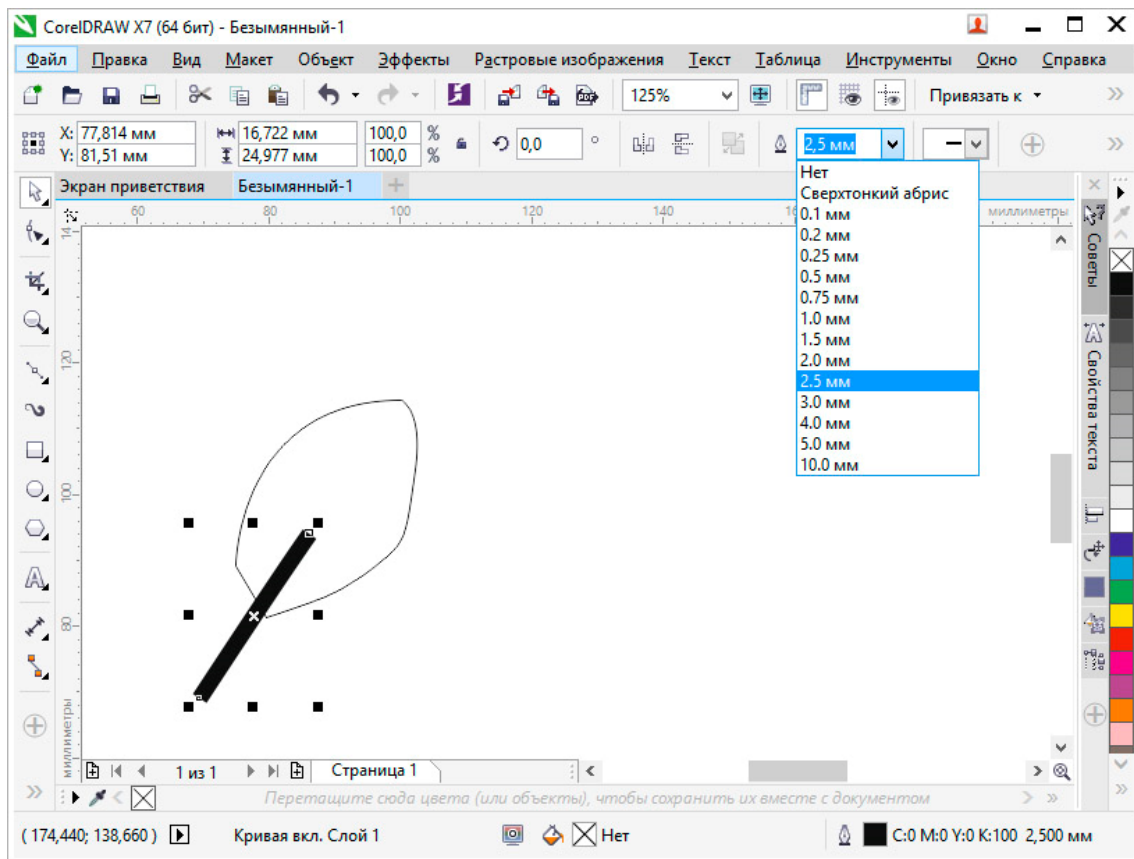 CorelDRAW X7 (64 бит) - Безымянный-1
Файл Правка Вид Макет Объект Эффекты Растровые изображения Текст Таблица Инструменты Окно Справка
125% Привязать к
X: 77,814 мм 16,722 мм 100,0 % 0,0 ° 2,5 мм
Y: 81,51 мм 24,977 мм 100,0 %
Экран приветствия Безымянный-1
Нет
Сверхтонкий абрис
0.1 мм
0.2 мм
0.25 мм
0.5 мм
0.75 мм
1.0 мм
1.5 мм
2.0 мм
2.5 мм
3.0 мм
4.0 мм
5.0 мм
10.0 мм
60 80 100 120 140 миллиметры
120
100
80
миллиметры
Советы
Свойства текста
1 из 1 Страница 1
Перетащите сюда цвета (или объекты), чтобы сохранить их вместе с документом
( 174,440; 138,660 ) Кривая вкл. Слой 1 Нет C:0 M:0 Y:0 K:100 2,500 мм